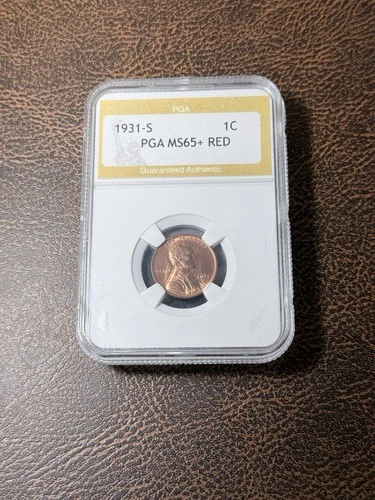 PGA
1931-S 1C
PGA MS65+ RED
Guaranteed Authentic